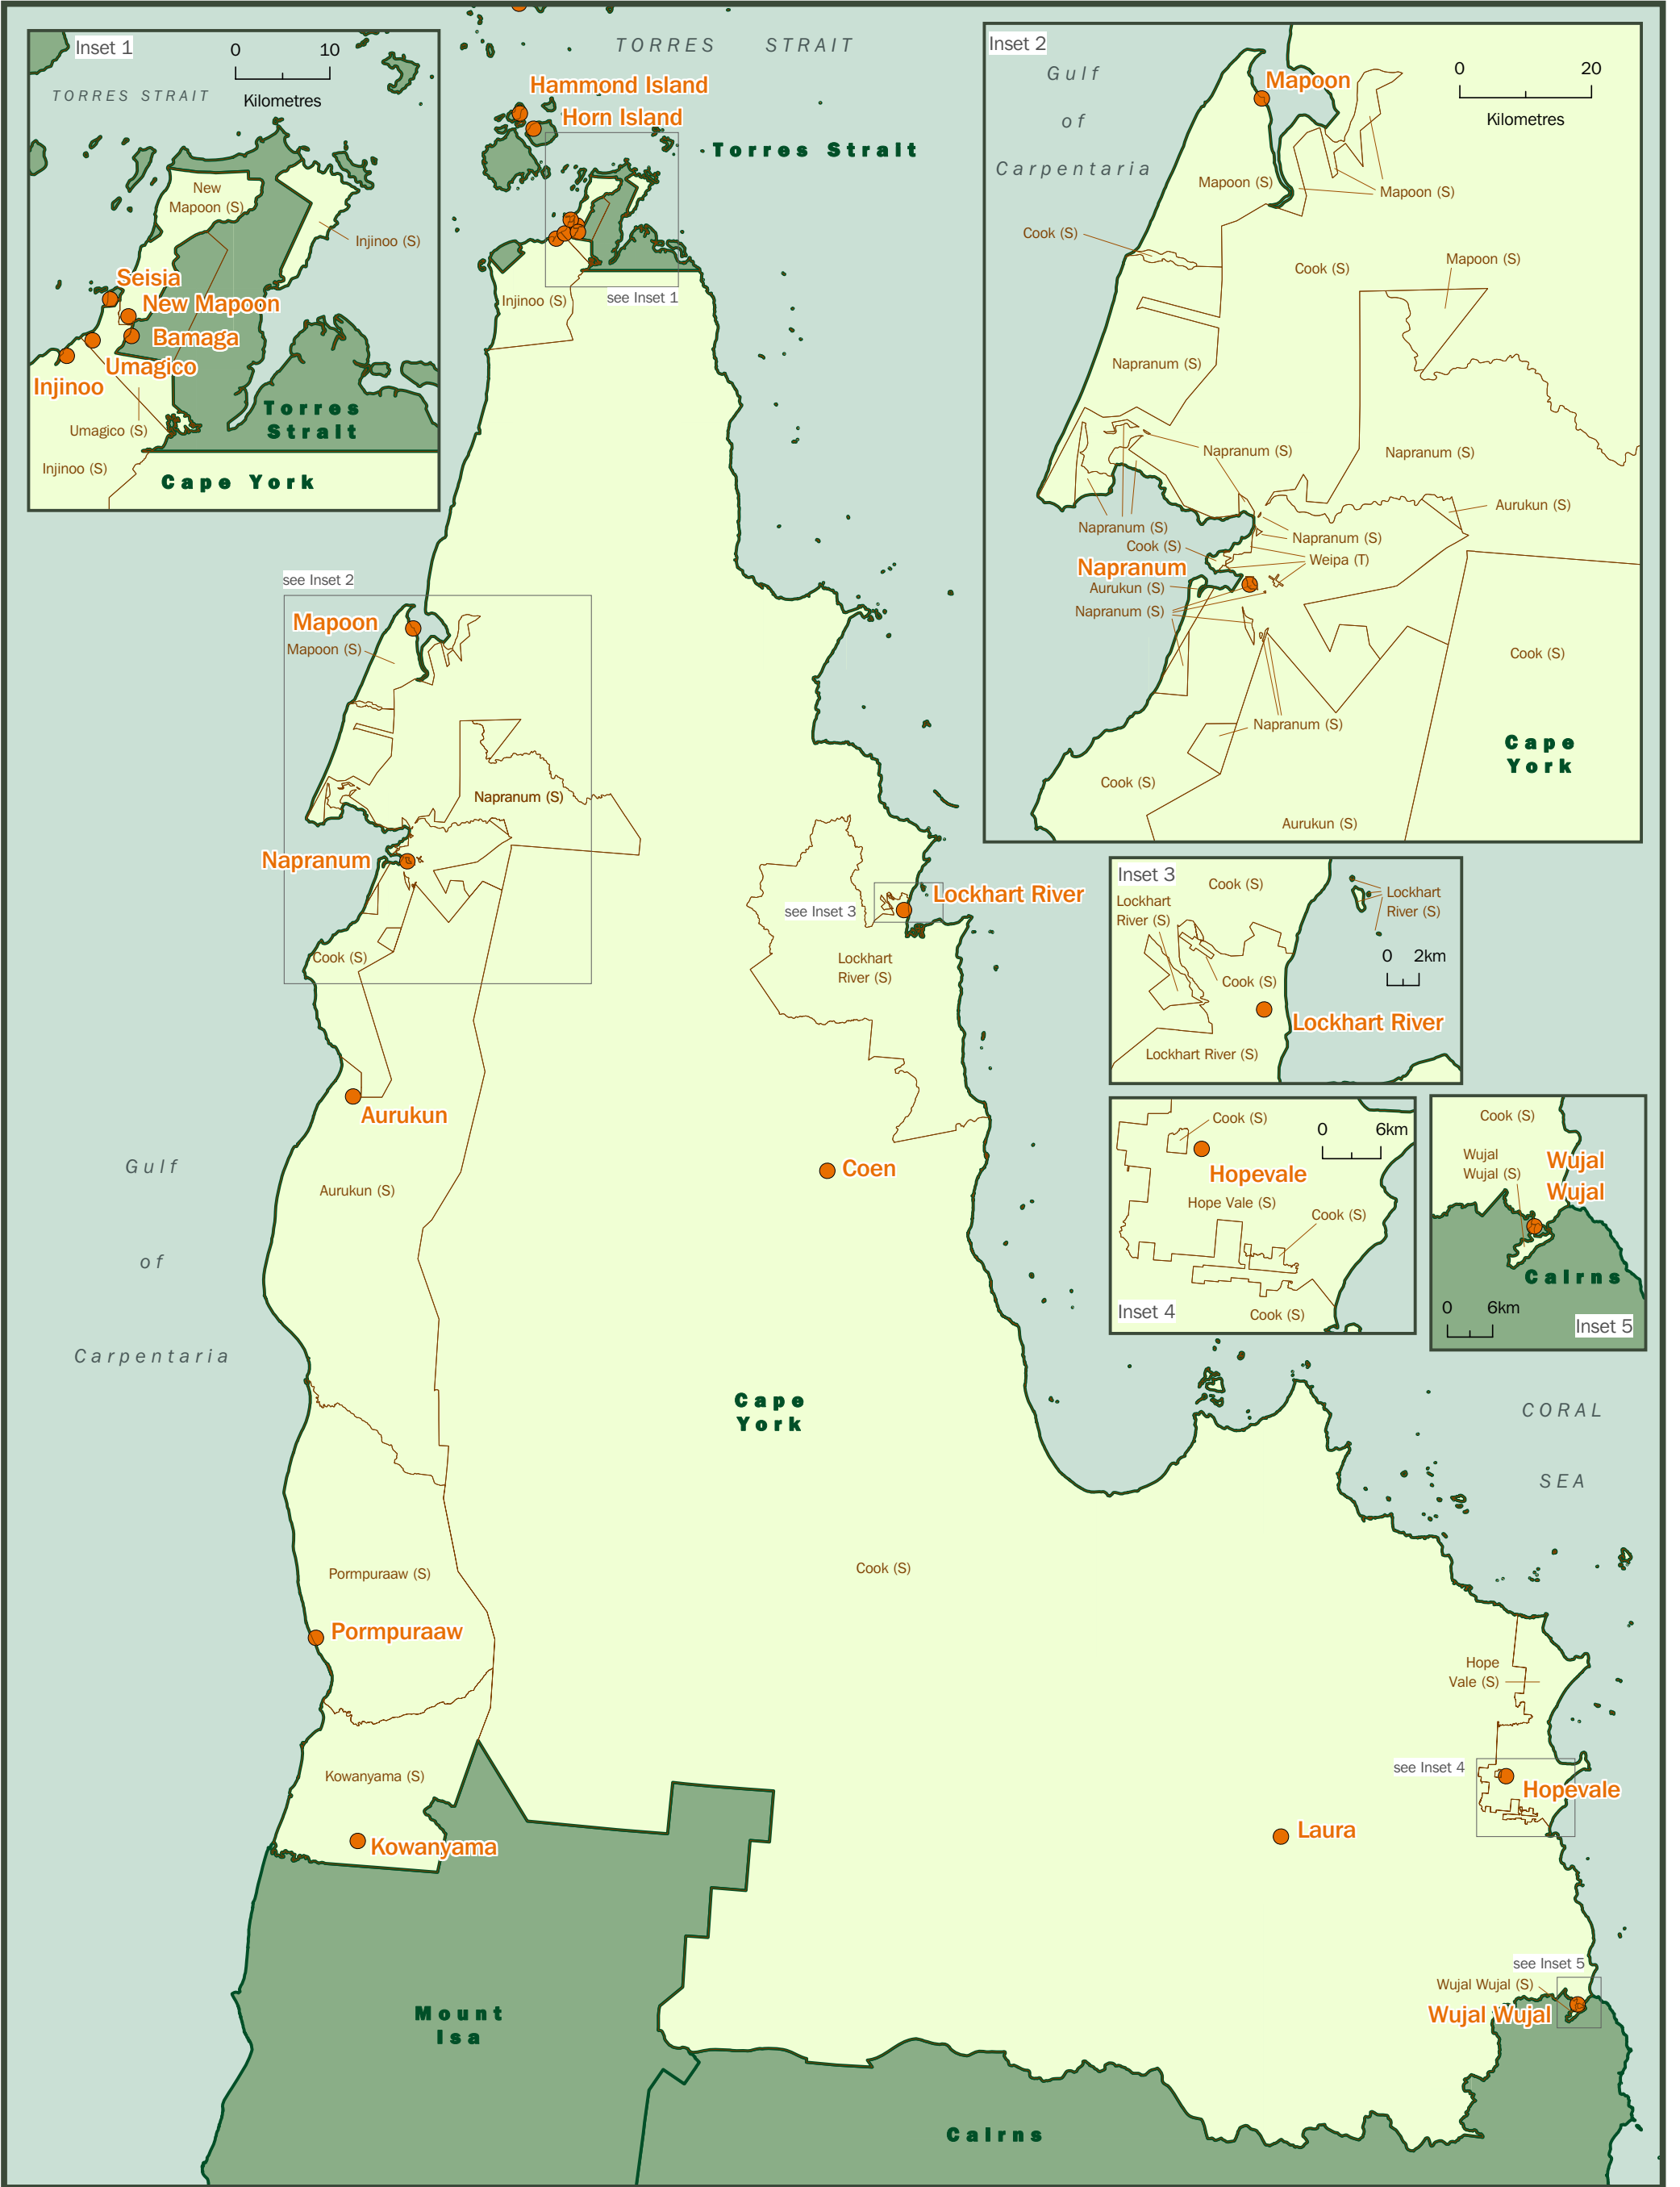 Inset 1
0 10
Kilometres
TORRES STRAIT
New
Mapoon (S)
Injinoo (S)
Seisia
New Mapoon
Bamaga
Umagico
Injinoo
Torres
Strait
Umagico (S)
Injinoo (S)
Cape York
TORRES STRAIT
Hammond Island
Horn Island
Torres Strait
Injinoo (S)
see Inset 1
Inset 2
Gulf
of
Carpentaria
0 20
Kilometres
Mapoon
Mapoon (S)
Mapoon (S)
Cook (S)
Cook (S)
Mapoon (S)
Napranum (S)
Napranum (S)
Napranum (S)
Aurukun (S)
Napranum (S)
Napranum (S)
Cook (S)
Weipa (T)
Napranum
Aurukun (S)
Napranum (S)
Cook (S)
Napranum (S)
Cape
York
Cook (S)
Aurukun (S)
see Inset 2
Mapoon
Mapoon (S)
Napranum (S)
Napranum
Cook (S)
see Inset 3
Lockhart River
Lockhart
River (S)
Inset 3
Cook (S)
Lockhart
River (S)
Lockhart
River (S)
0 2km
Cook (S)
Lockhart River
Lockhart River (S)
Aurukun
Aurukun (S)
Coen
Cook (S)
0 6km
Hopevale
Hope Vale (S)
Cook (S)
Inset 4
Cook (S)
Cook (S)
Wujal
Wujal (S)
Wujal
Wujal
Cairns
0 6km
Inset 5
Gulf
of
Carpentaria
Cape
York
CORAL
SEA
Cook (S)
Pormpuraaw (S)
Pormpuraaw
Hope
Vale (S)
see Inset 4
Hopevale
Kowanyama (S)
Kowanyama
Laura
see Inset 5
Wujal Wujal (S)
Wujal Wujal
Mount
Isa
Cairns